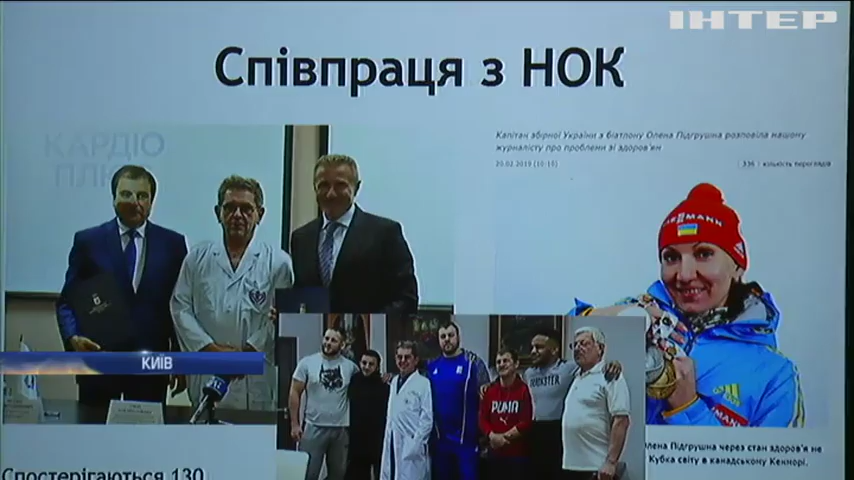 ІНТЕР
Співпраця з НОК
КАРДІО
Капітан збірної України з біатлону Олена Підгрушна розповіла нашому
журналісту про проблеми зі здоров'ям
20.02.2019 (10:15)
336 кількість переглядів
КИЇВ
PUMA
Олена Підгрушна через стан здоров'я не
Кубка світу в канадському Кенморі.
Спостерігаються 130